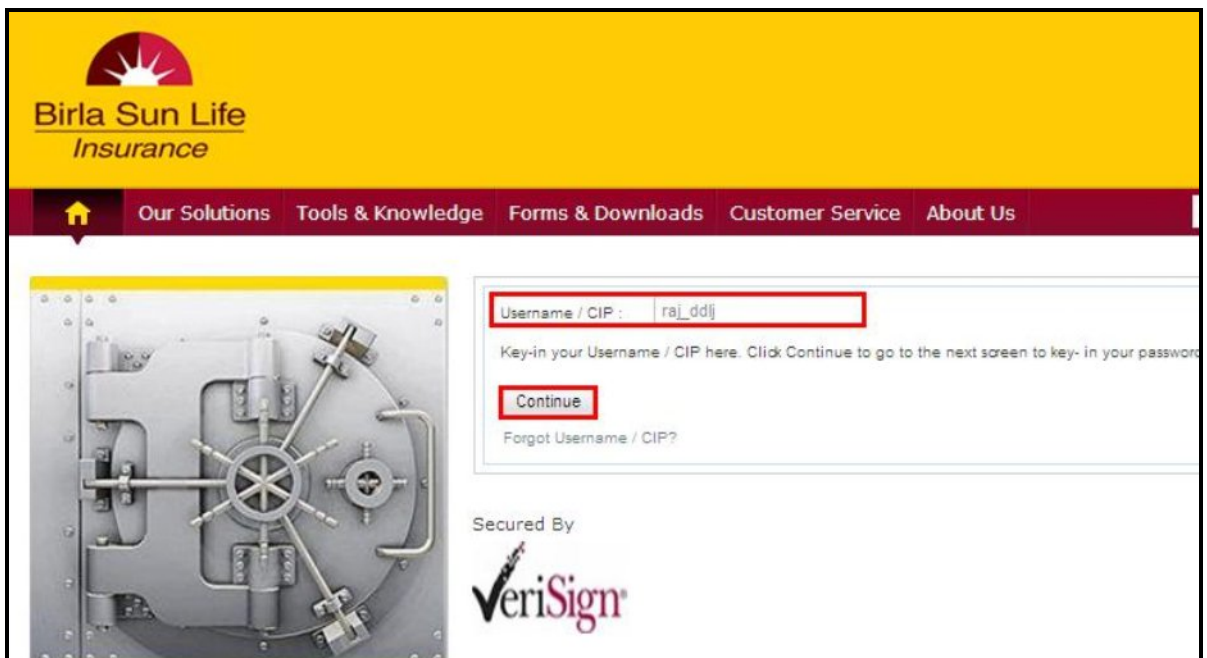 Birla Sun Life
Insurance
Our Solutions Tools & Knowledge Forms & Downloads Customer Service About Us
Username / CIP : raj_ddlj
Key-in your Username / CIP here. Click Continue to go to the next screen to key- in your password
Continue
Forgot Username / CIP?
Secured By
VeriSign